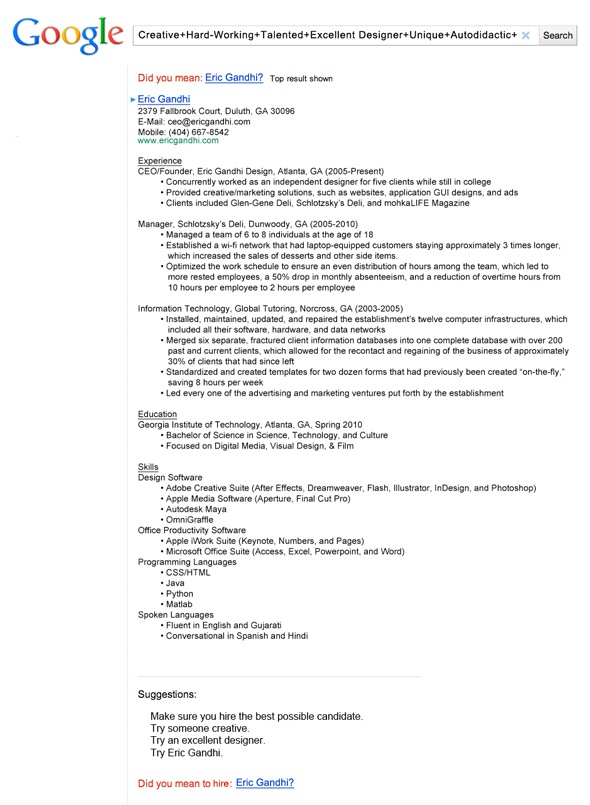 Google
Creative+Hard-Working+Talented+Excellent Designer+Unique+Autodidactic+ × Search
Did you mean: Eric Gandhi? Top result shown
Eric Gandhi
2379 Fallbrook Court, Duluth, GA 30096
E-Mail: ceo@ericgandhi.com
Mobile: (404) 667-8542
www.ericgandhi.com
Experience
CEO/Founder, Eric Gandhi Design, Atlanta, GA (2005-Present)
• Concurrently worked as an independent designer for five clients while still in college
• Provided creative/marketing solutions, such as websites, application GUI designs, and ads
• Clients included Glen-Gene Deli, Schlotzsky's Deli, and mohkaLIFE Magazine
Manager, Schlotzsky's Deli, Dunwoody, GA (2005-2010)
• Managed a team of 6 to 8 individuals at the age of 18
• Established a wi-fi network that had laptop-equipped customers staying approximately 3 times longer,
which increased the sales of desserts and other side items.
• Optimized the work schedule to ensure an even distribution of hours among the team, which led to
more rested employees, a 50% drop in monthly absenteeism, and a reduction of overtime hours from
10 hours per employee to 2 hours per employee
Information Technology, Global Tutoring, Norcross, GA (2003-2005)
• Installed, maintained, updated, and repaired the establishment's twelve computer infrastructures, which
included all their software, hardware, and data networks
• Merged six separate, fractured client information databases into one complete database with over 200
past and current clients, which allowed for the recontact and regaining of the business of approximately
30% of clients that had since left
• Standardized and created templates for two dozen forms that had previously been created "on-the-fly,"
saving 8 hours per week
• Led every one of the advertising and marketing ventures put forth by the establishment
Education
Georgia Institute of Technology, Atlanta, GA, Spring 2010
• Bachelor of Science in Science, Technology, and Culture
• Focused on Digital Media, Visual Design, & Film
Skills
Design Software
• Adobe Creative Suite (After Effects, Dreamweaver, Flash, Illustrator, InDesign, and Photoshop)
• Apple Media Software (Aperture, Final Cut Pro)
• Autodesk Maya
• OmniGraffle
Office Productivity Software
• Apple iWork Suite (Keynote, Numbers, and Pages)
• Microsoft Office Suite (Access, Excel, Powerpoint, and Word)
Programming Languages
• CSS/HTML
• Java
• Python
• Matlab
Spoken Languages
• Fluent in English and Gujarati
• Conversational in Spanish and Hindi
Suggestions:
Make sure you hire the best possible candidate.
Try someone creative.
Try an excellent designer.
Try Eric Gandhi.
Did you mean to hire: Eric Gandhi?